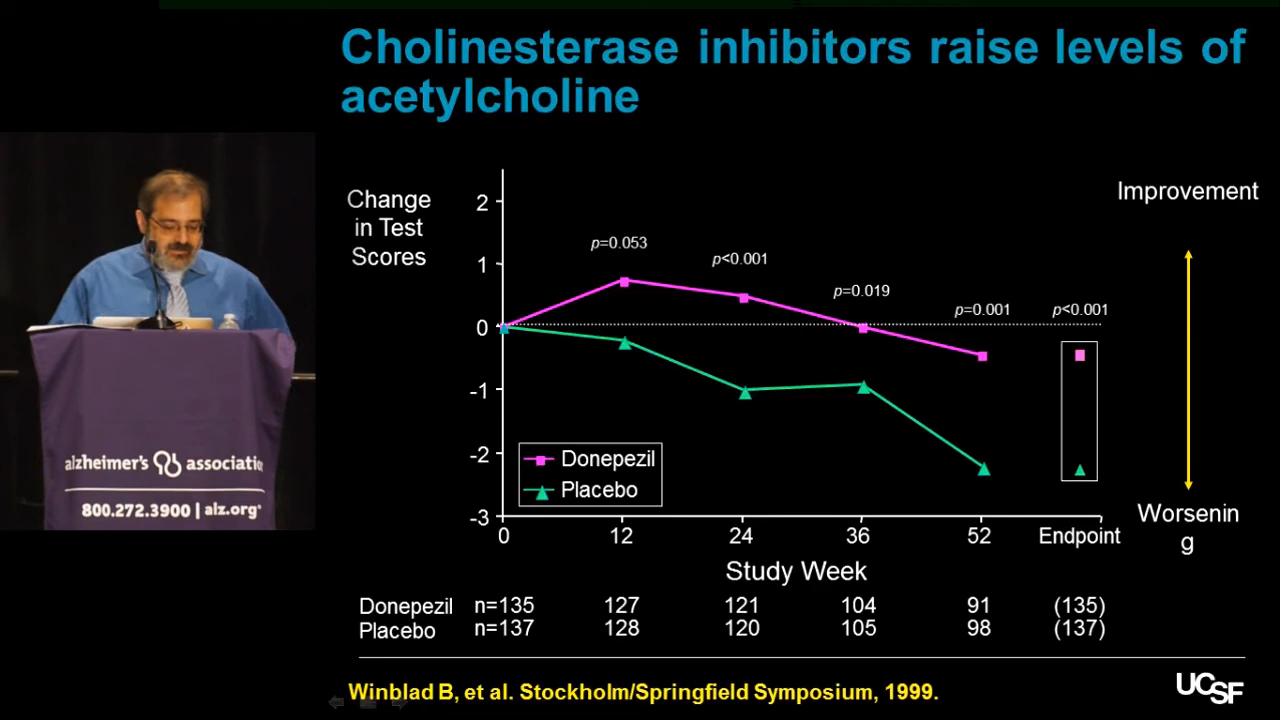 Cholinesterase inhibitors raise levels of
acetylcholine
Change
in Test
Scores
2
1
0
-1
-2
-3
p=0.053
p<0.001
p=0.019
p=0.001
p<0.001
Improvement
Worsenin
g
Donepezil
Placebo
0 12 24 36 52 Endpoint
Study Week
Donepezil n=135 127 121 104 91 (135)
Placebo n=137 128 120 105 98 (137)
Winblad B, et al. Stockholm/Springfield Symposium, 1999.
UCSF
alzheimer's associatio
800.272.3900 | alz.org®